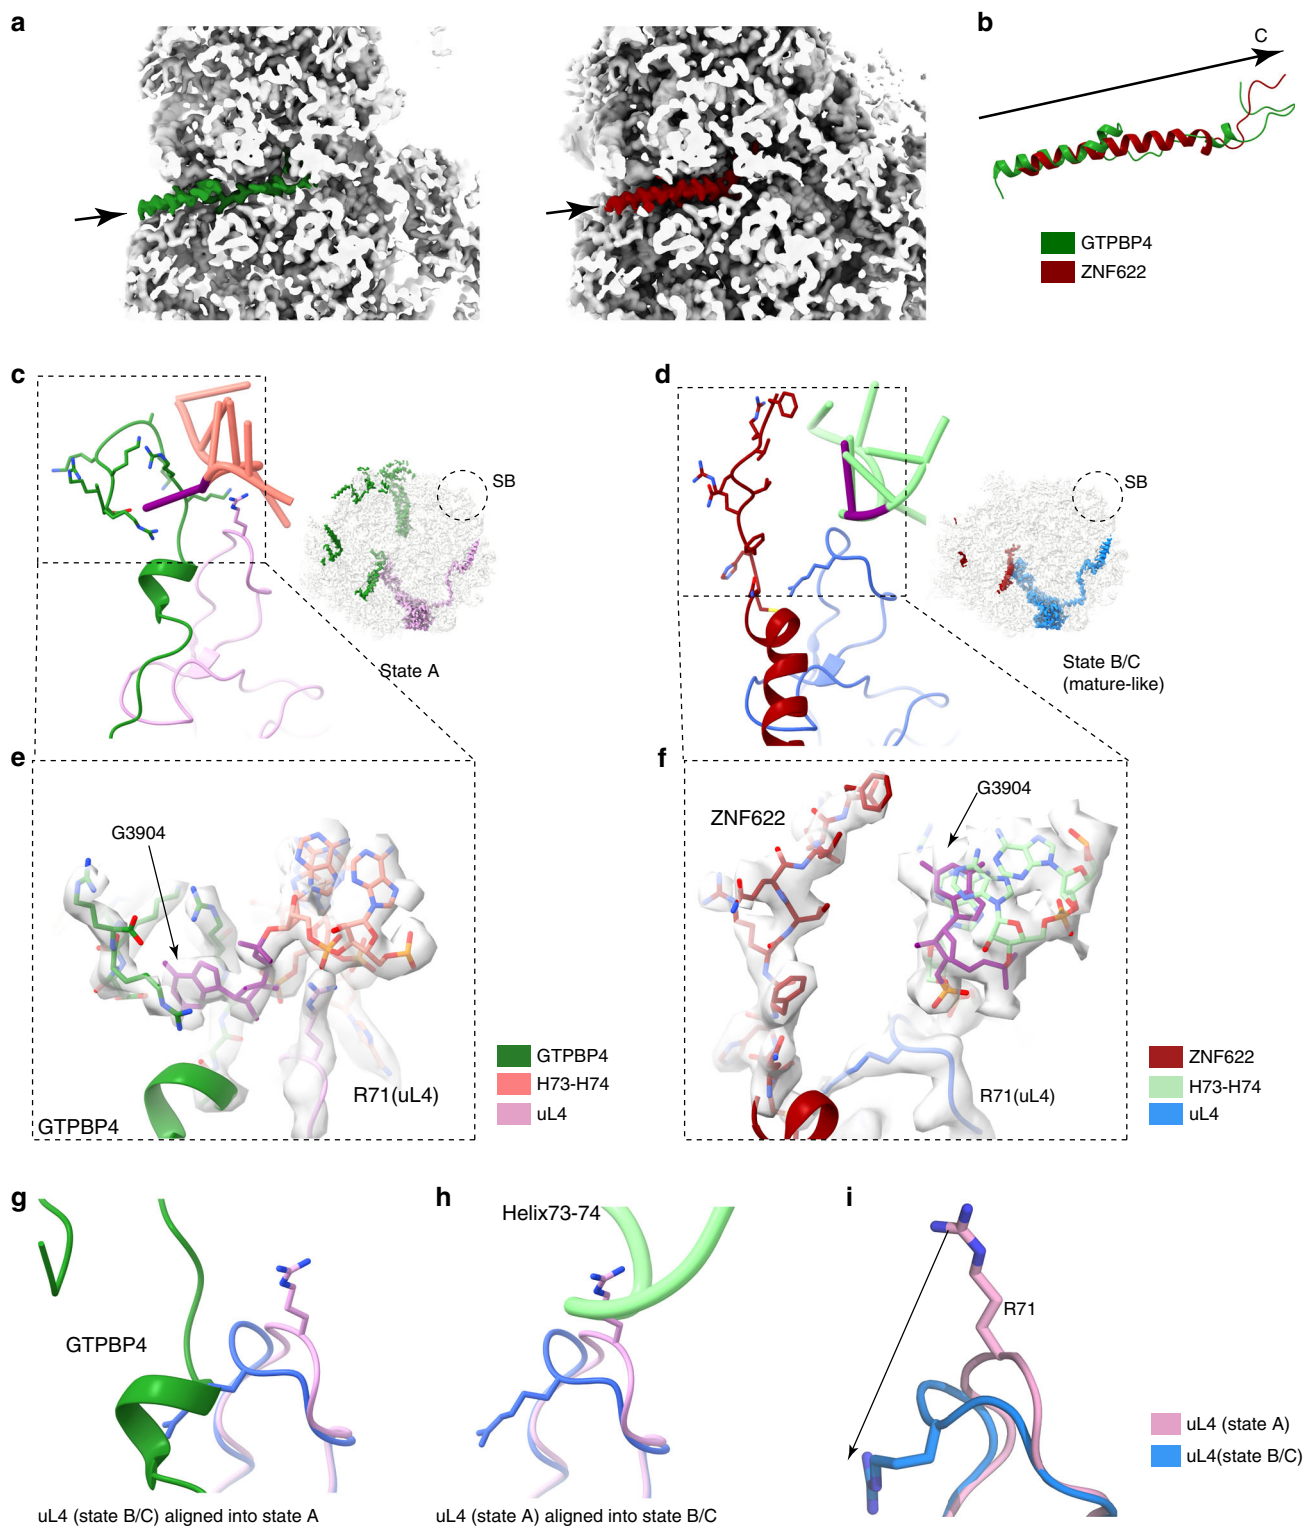 a
b
C
GTPBP4
ZNF622
c
SB
State A
d
SB
State B/C
(mature-like)
e
G3904
GTPBP4
R71(uL4)
GTPBP4
H73-H74
uL4
f
ZNF622
G3904
R71(uL4)
ZNF622
H73-H74
uL4
g
GTPBP4
uL4 (state B/C) aligned into state A
h
Helix73-74
uL4 (state A) aligned into state B/C
i
R71
uL4 (state A)
uL4(state B/C)